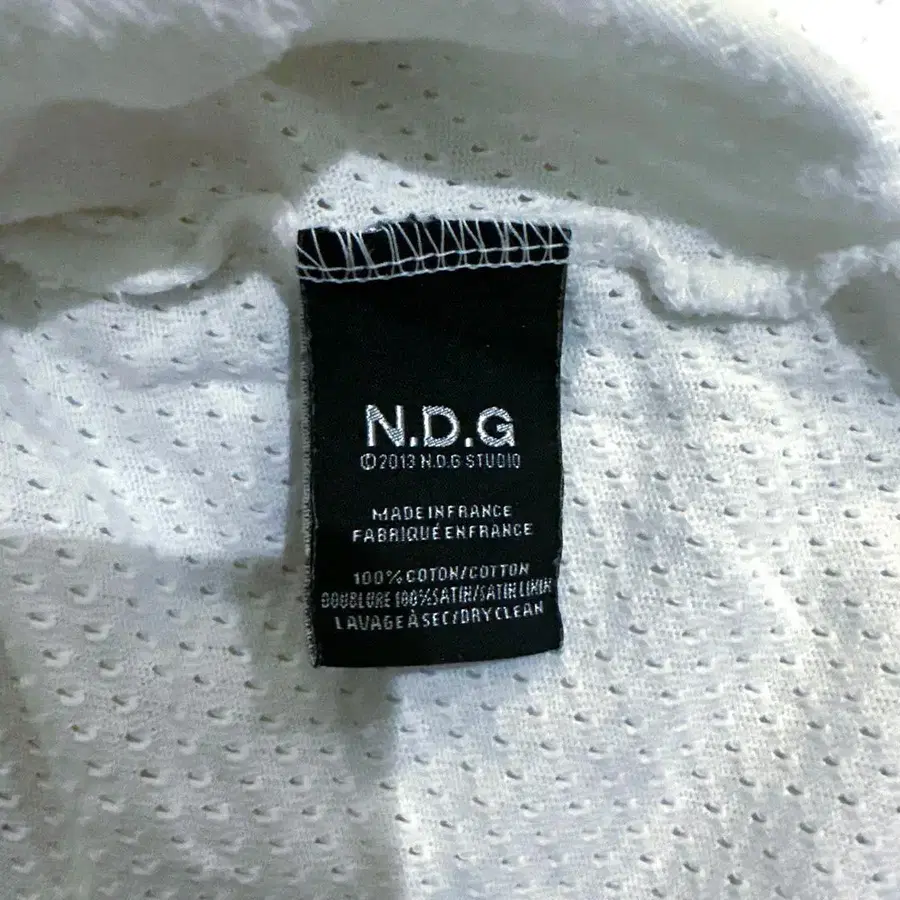 N.D.G
©2013 N.D.G STUDIO
MADE IN FRANCE
FABRIQUÉ EN FRANCE
100% COTON/COTTON
DOUBLURE 100% SATIN/SATIN LININ
LAVAGE À SEC/DRY CLEAN